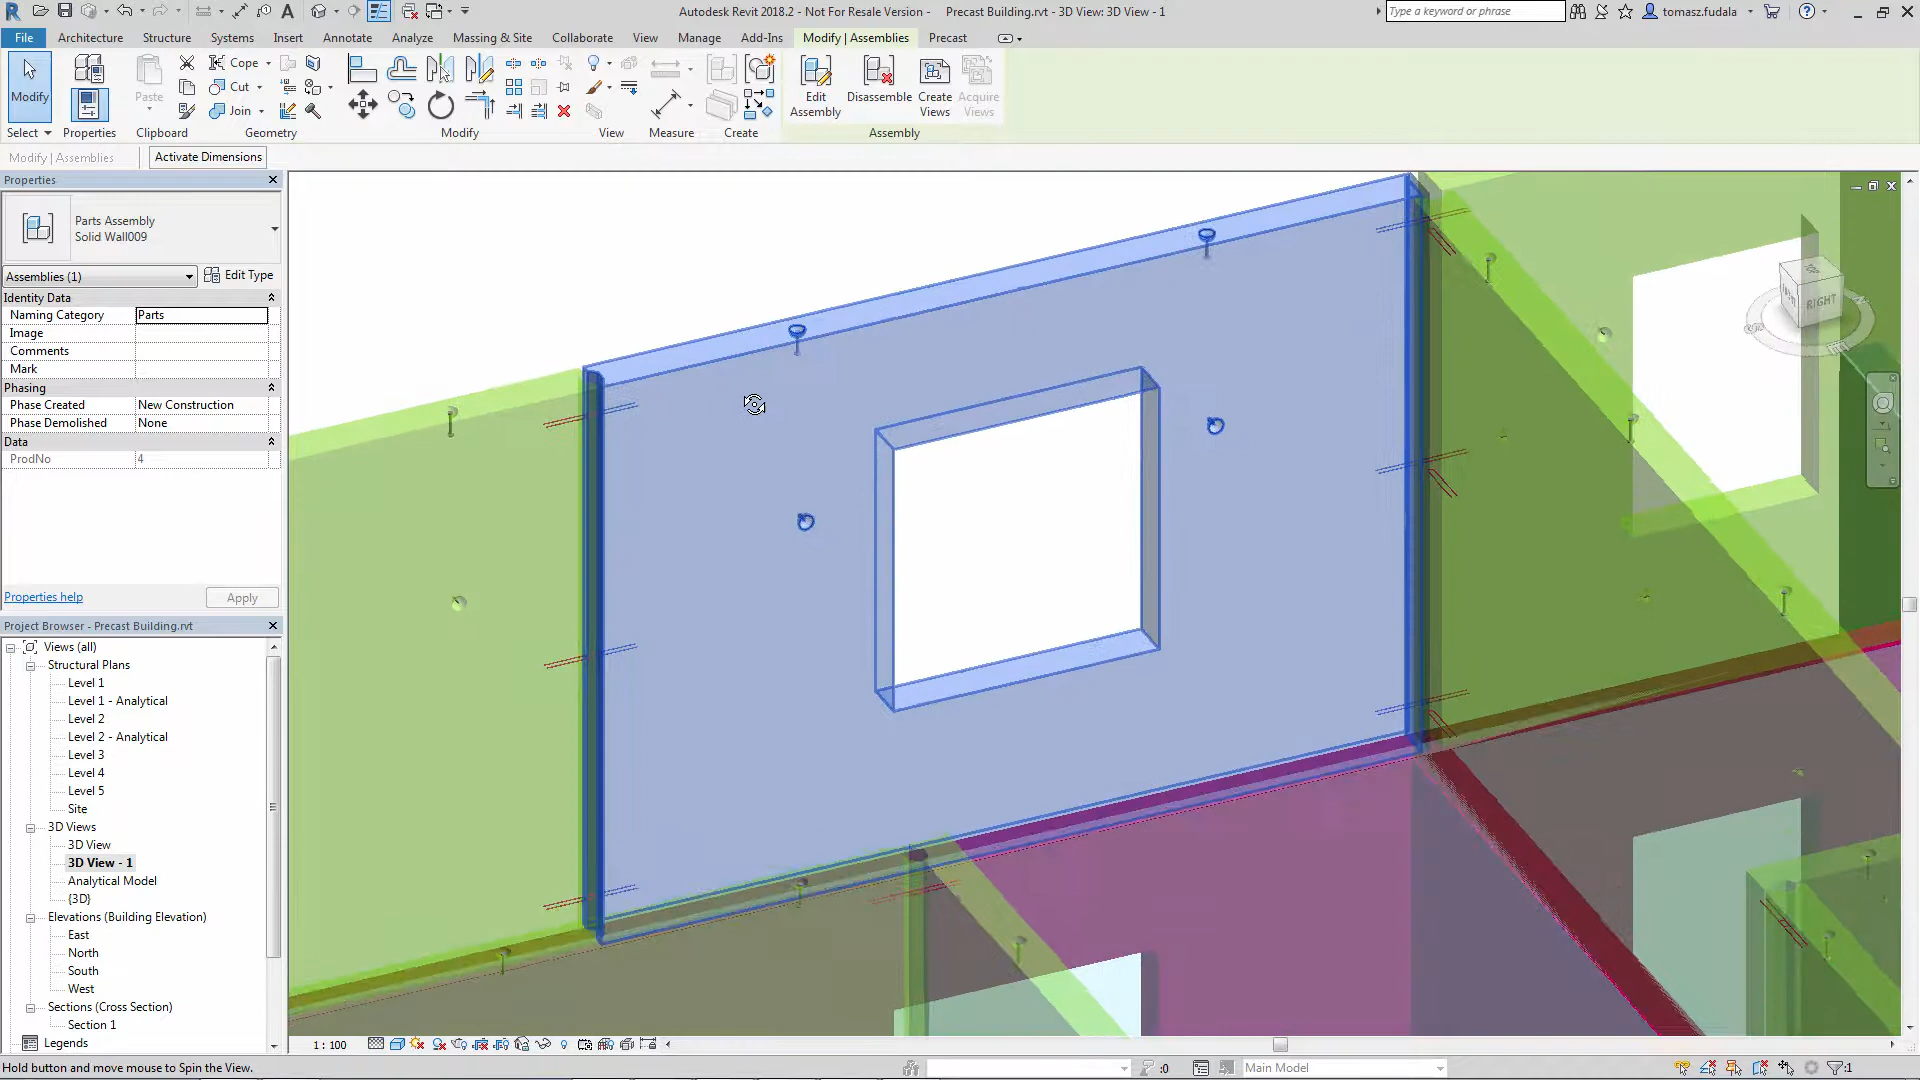 Autodesk Revit 2018.2 - Not For Resale Version -    Precast Building.rvt - 3D View: 3D View - 1
Type a keyword or phrase
tomasz.fudala
File
Architecture
Structure
Systems
Insert
Annotate
Analyze
Massing & Site
Collaborate
View
Manage
Add-Ins
Modify | Assemblies
Precast
Modify
Paste
Cope
Cut
Join
Edit Assembly
Disassemble
Create Views
Acquire Views
Select
Properties
Clipboard
Geometry
Modify
View
Measure
Create
Assembly
Modify | Assemblies
Activate Dimensions
Properties
Parts Assembly
Solid Wall009
Assemblies (1)
Edit Type
Identity Data
Naming Category Parts
Image
Comments
Mark
Phasing
Phase Created New Construction
Phase Demolished None
Data
ProdNo 4
Properties help
Apply
Project Browser - Precast Building.rvt
Views (all)
Structural Plans
Level 1
Level 1 - Analytical
Level 2
Level 2 - Analytical
Level 3
Level 4
Level 5
Site
3D Views
3D View
3D View - 1
Analytical Model
{3D}
Elevations (Building Elevation)
East
North
South
West
Sections (Cross Section)
Section 1
Legends
TOP
RIGHT
1 : 100
Hold button and move mouse to Spin the View.
:0
Main Model
:1